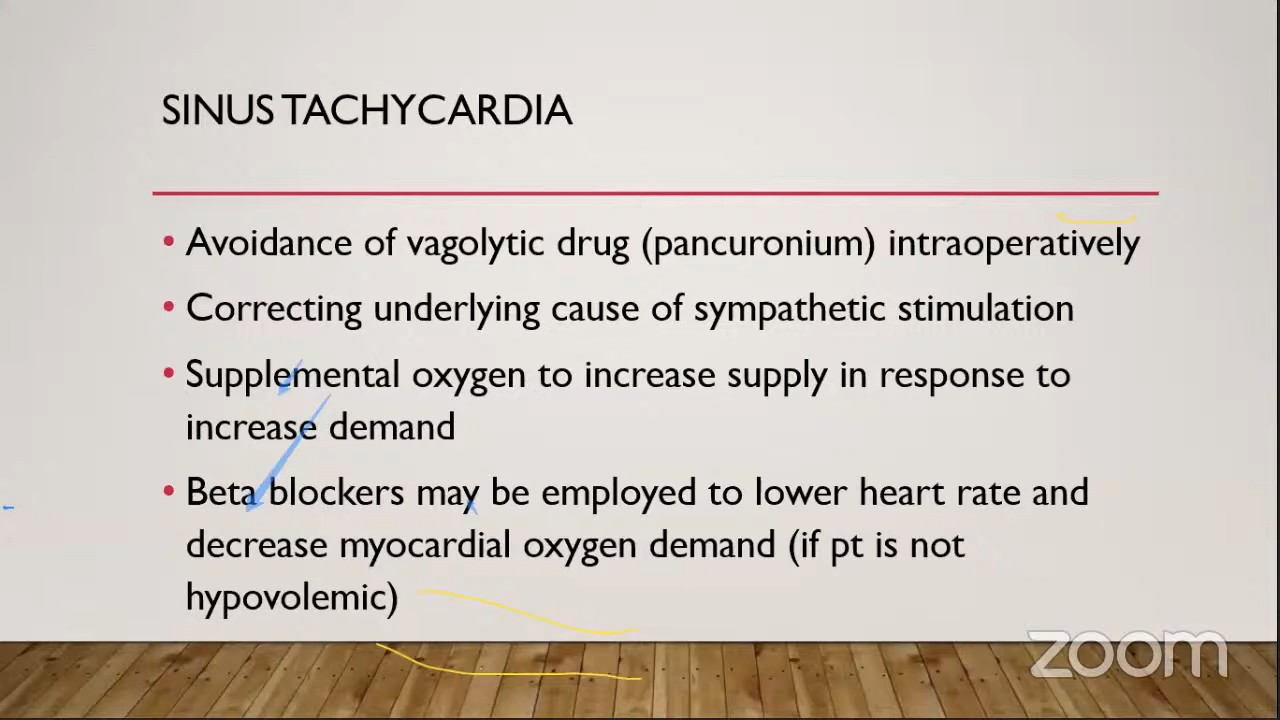 SINUS TACHYCARDIA
• Avoidance of vagolytic drug (pancuronium) intraoperatively
• Correcting underlying cause of sympathetic stimulation
• Supplemental oxygen to increase supply in response to
increase demand
• Beta blockers may be employed to lower heart rate and
decrease myocardial oxygen demand (if pt is not
hypovolemic)
zoom